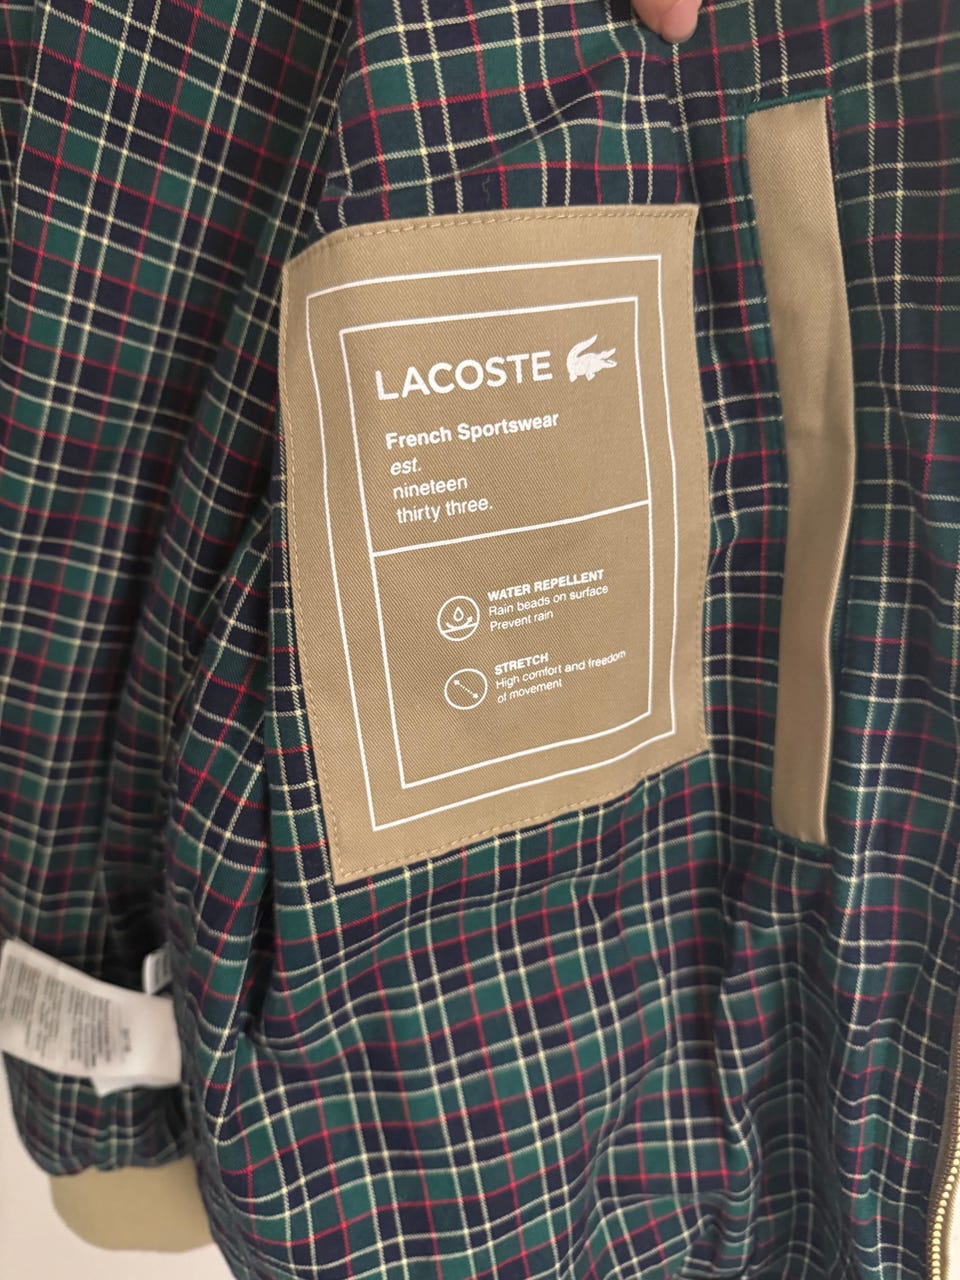 LACOSTE
French Sportswear
est.
nineteen
thirty three.
WATER REPELLENT
Rain beads on surface
Prevent rain
STRETCH
High comfort and freedom
of movement